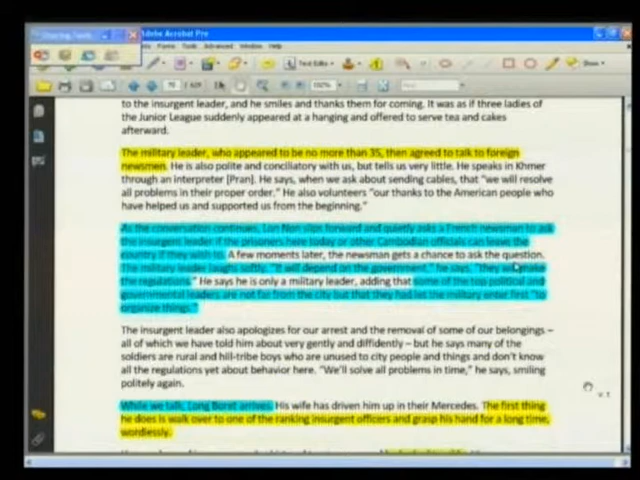 Adobe Acrobat Pro
Forms Tools Advanced Window Help
Text Edits Show
70 / 100%
to the insurgent leader, and he smiles and thanks them for coming. It was as if three ladies of
the Junior League suddenly appeared at a hanging and offered to serve tea and cakes
afterward.
The military leader, who appeared to be no more than 35, then agreed to talk to foreign
newsmen. He is also polite and conciliatory with us, but tells us very little. He speaks in Khmer
through an interpreter [Pran]. He says, when we ask about sending cables, that "we will resolve
all problems in their proper order." He also volunteers "our thanks to the American people who
have helped us and supported us from the beginning."
As the conversation continues, Lon Non slips forward and quietly asks a French newsman to ask
the insurgent leader if the prisoners here today or other Cambodian officials can leave the
country if they wish to. A few moments later, the newsman gets a chance to ask the question.
The military leader laughs softly. "It will depend on the government," he says, "they will make
the regulations." He says he is only a military leader, adding that some of the top political and
governmental leaders are not far from the city but that they had let the military enter first "to
organize things."
The insurgent leader also apologizes for our arrest and the removal of some of our belongings –
all of which we have told him about very gently and diffidently – but he says many of the
soldiers are rural and hill-tribe boys who are unused to city people and things and don't know
all the regulations yet about behavior here. "We'll solve all problems in time," he says, smiling
politely again.
While we talk, Long Boret arrives. His wife has driven him up in their Mercedes. The first thing
he does is walk over to one of the ranking insurgent officers and grasp his hand for a long time,
wordlessly.